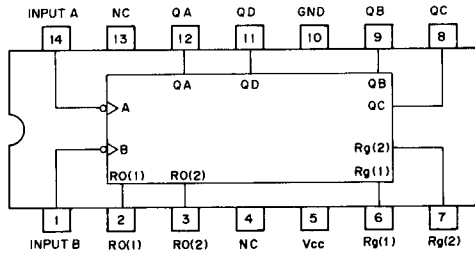 INPUT A NC QA QD GND QB QC
14 13 12 11 10 9 8
QA QD QB
A QC
B Rg(2)
RO(1) RO(2) Rg(1)
1 2 3 4 5 6 7
INPUT B RO(1) RO(2) NC Vcc Rg(1) Rg(2)